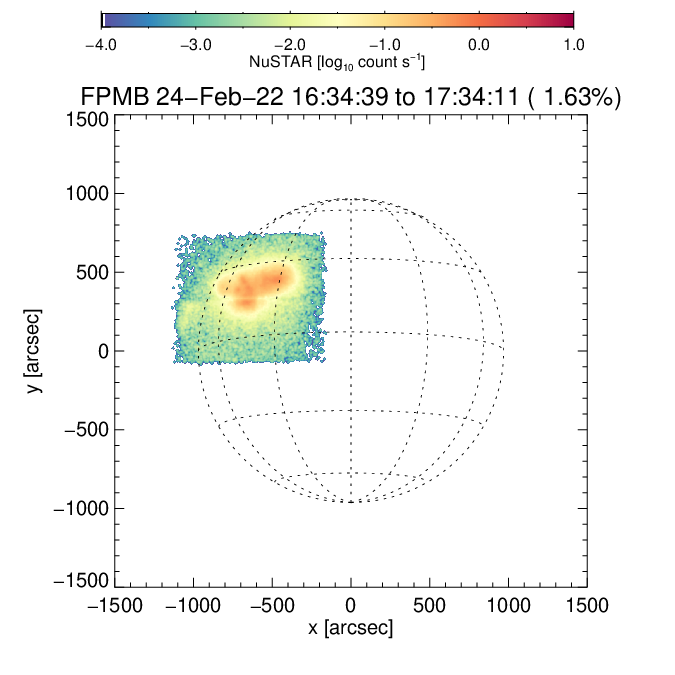 −4.0 −3.0 −2.0 −1.0 0.0 1.0
NuSTAR [log10 count s−1]
FPMB 24−Feb−22 16:34:39 to 17:34:11 ( 1.63%)
1500
1000
500
0
−500
−1000
−1500
y [arcsec]
−1500 −1000 −500 0 500 1000 1500
x [arcsec]